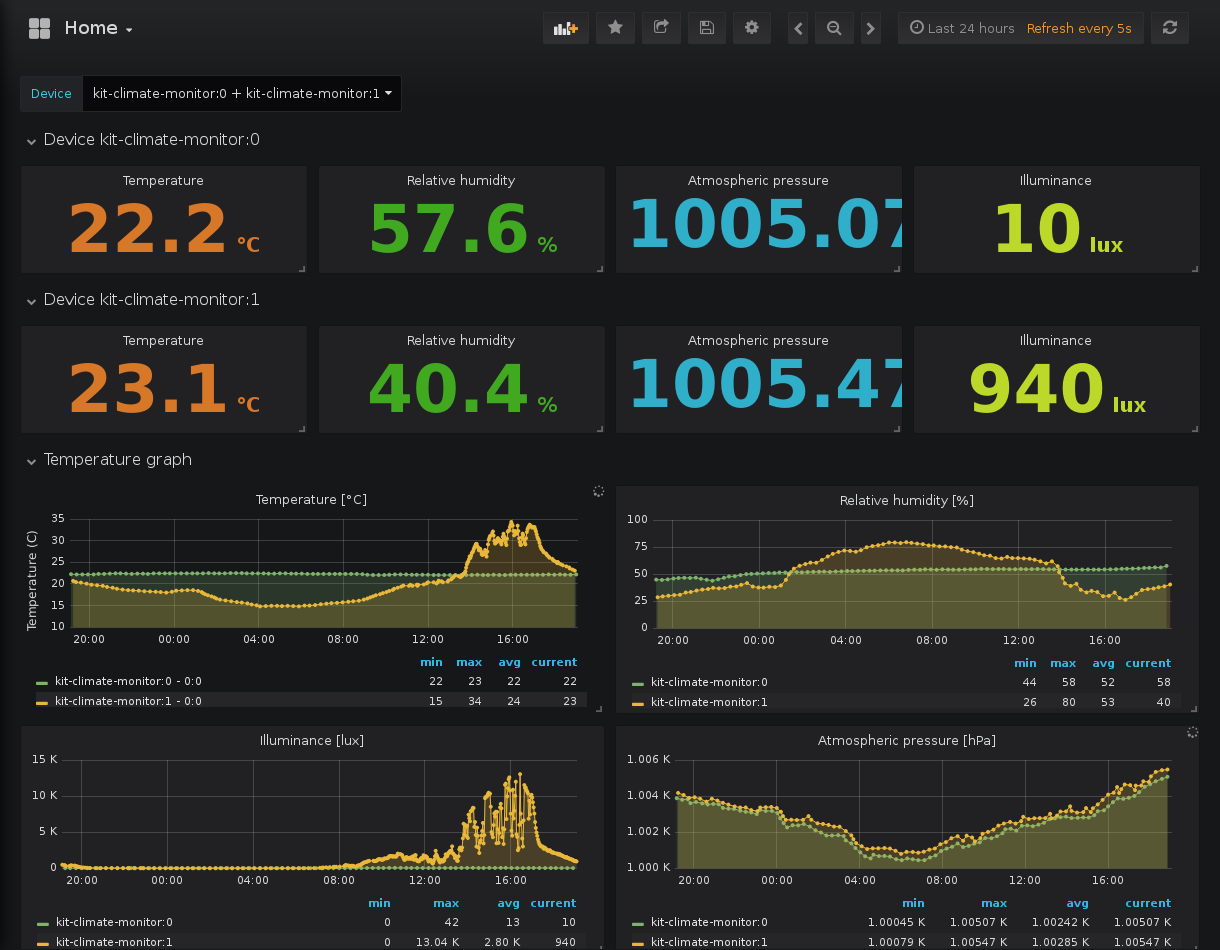 Home
Last 24 hours Refresh every 5s
Device kit-climate-monitor:0 + kit-climate-monitor:1
Device kit-climate-monitor:0
Temperature Relative humidity Atmospheric pressure Illuminance
22.2 °C 57.6 % 1005.07 10 lux
Device kit-climate-monitor:1
Temperature Relative humidity Atmospheric pressure Illuminance
23.1 °C 40.4 % 1005.47 940 lux
Temperature graph
Temperature [°C]
Temperature (C)
35
30
25
20
15
10
20:00 00:00 04:00 08:00 12:00 16:00
min max avg current
kit-climate-monitor:0 - 0:0 22 23 22 22
kit-climate-monitor:1 - 0:0 15 34 24 23
Relative humidity [%]
100
75
50
25
0
20:00 00:00 04:00 08:00 12:00 16:00
min max avg current
kit-climate-monitor:0 44 58 52 58
kit-climate-monitor:1 26 80 53 40
Illuminance [lux]
15 K
10 K
5 K
0
20:00 00:00 04:00 08:00 12:00 16:00
min max avg current
kit-climate-monitor:0 0 42 13 10
kit-climate-monitor:1 0 13.04 K 2.80 K 940
Atmospheric pressure [hPa]
1.006 K
1.004 K
1.002 K
1.000 K
20:00 00:00 04:00 08:00 12:00 16:00
min max avg current
kit-climate-monitor:0 1.00045 K 1.00507 K 1.00242 K 1.00507 K
kit-climate-monitor:1 1.00079 K 1.00547 K 1.00285 K 1.00547 K